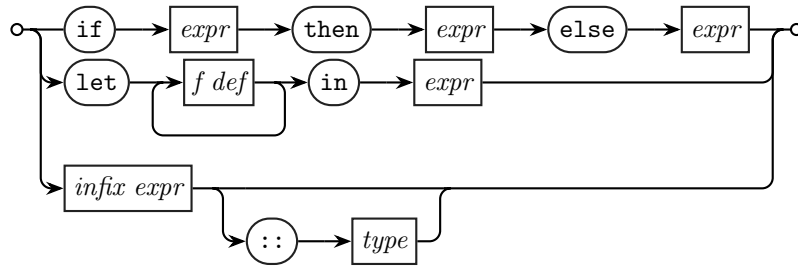 if expr then expr else expr
let f def in expr
infix expr
:: type